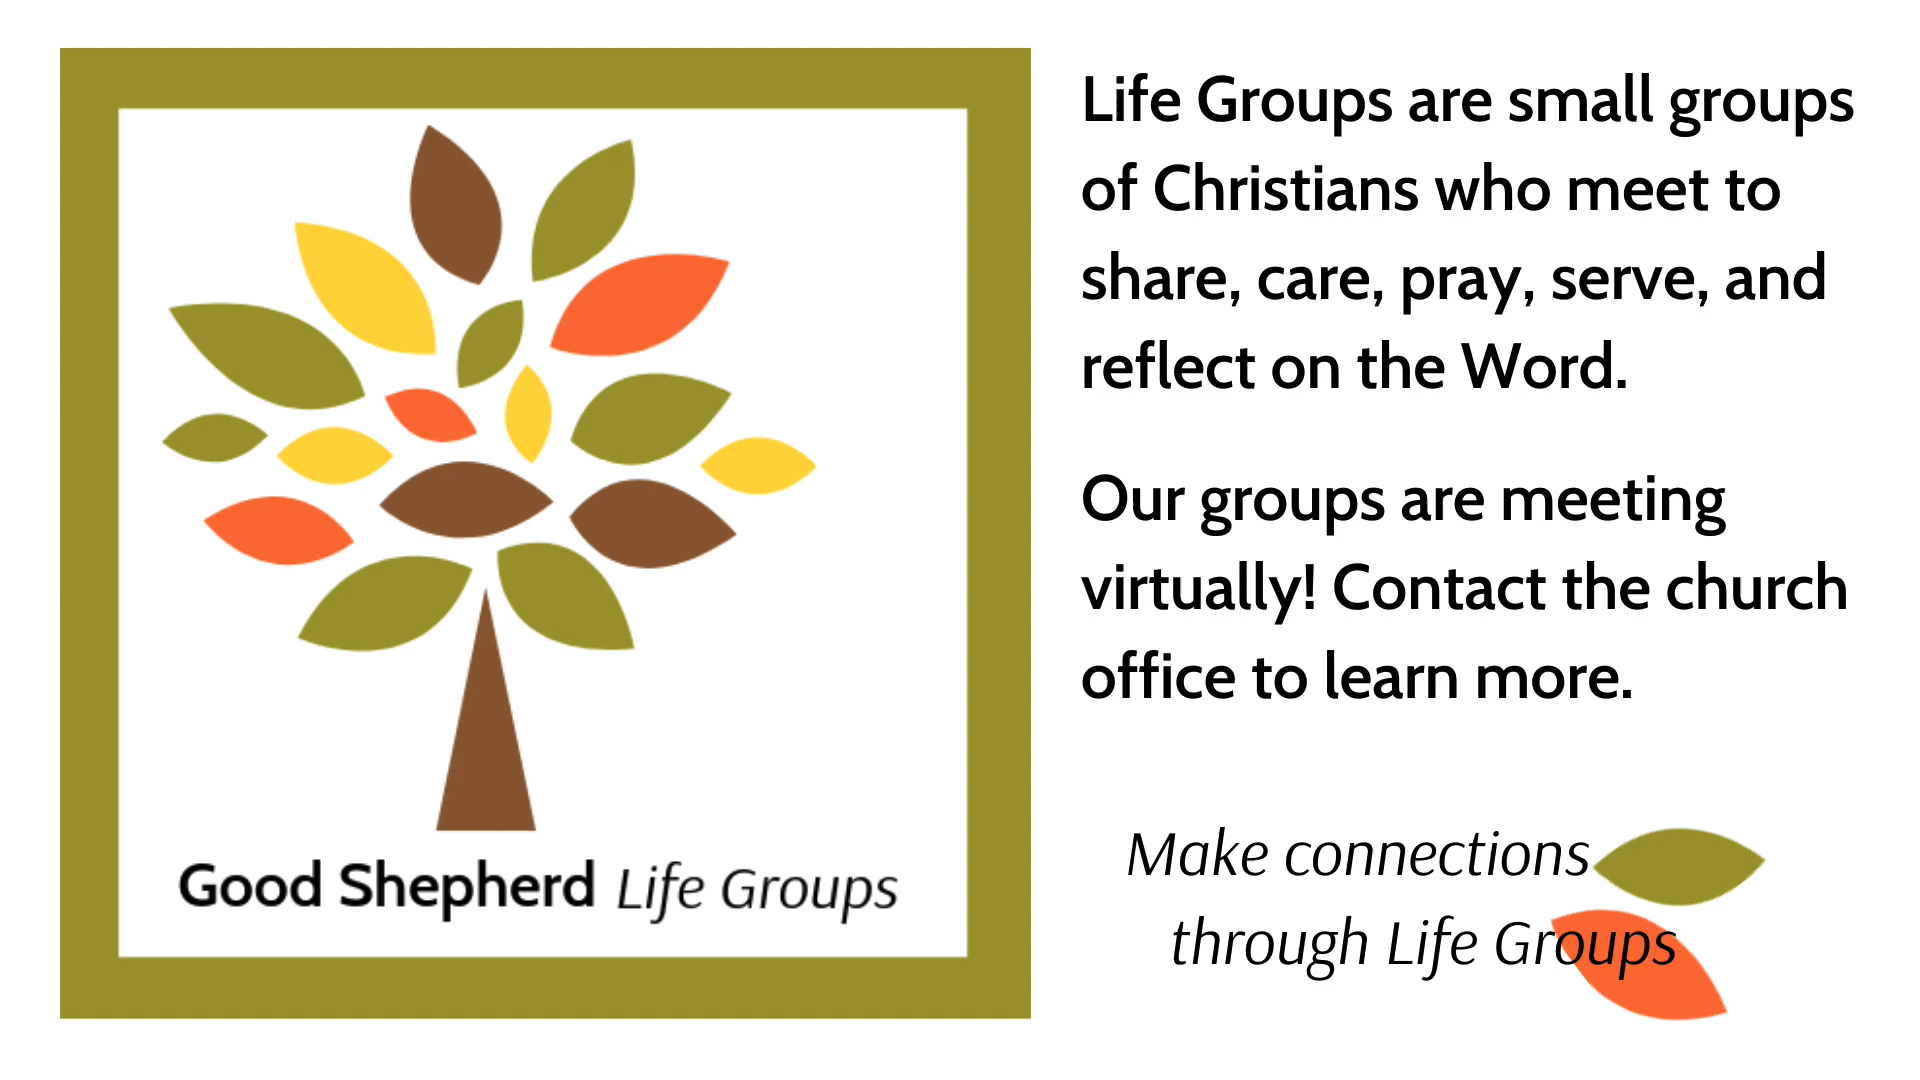 Good Shepherd Life Groups
Life Groups are small groups
of Christians who meet to
share, care, pray, serve, and
reflect on the Word.
Our groups are meeting
virtually! Contact the church
office to learn more.
Make connections
through Life Groups